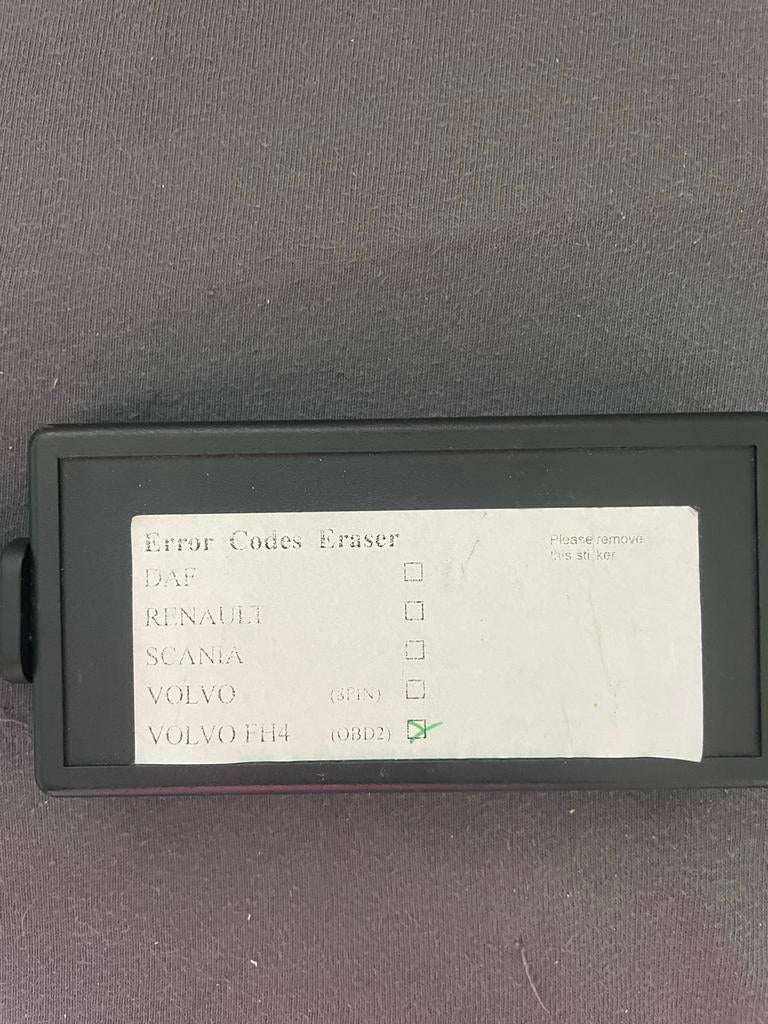 Error Codes Eraser
Please remove
this sticker
DAF
RENAULT
SCANIA
VOLVO (8PIN)
VOLVO FH4 (OBD2)